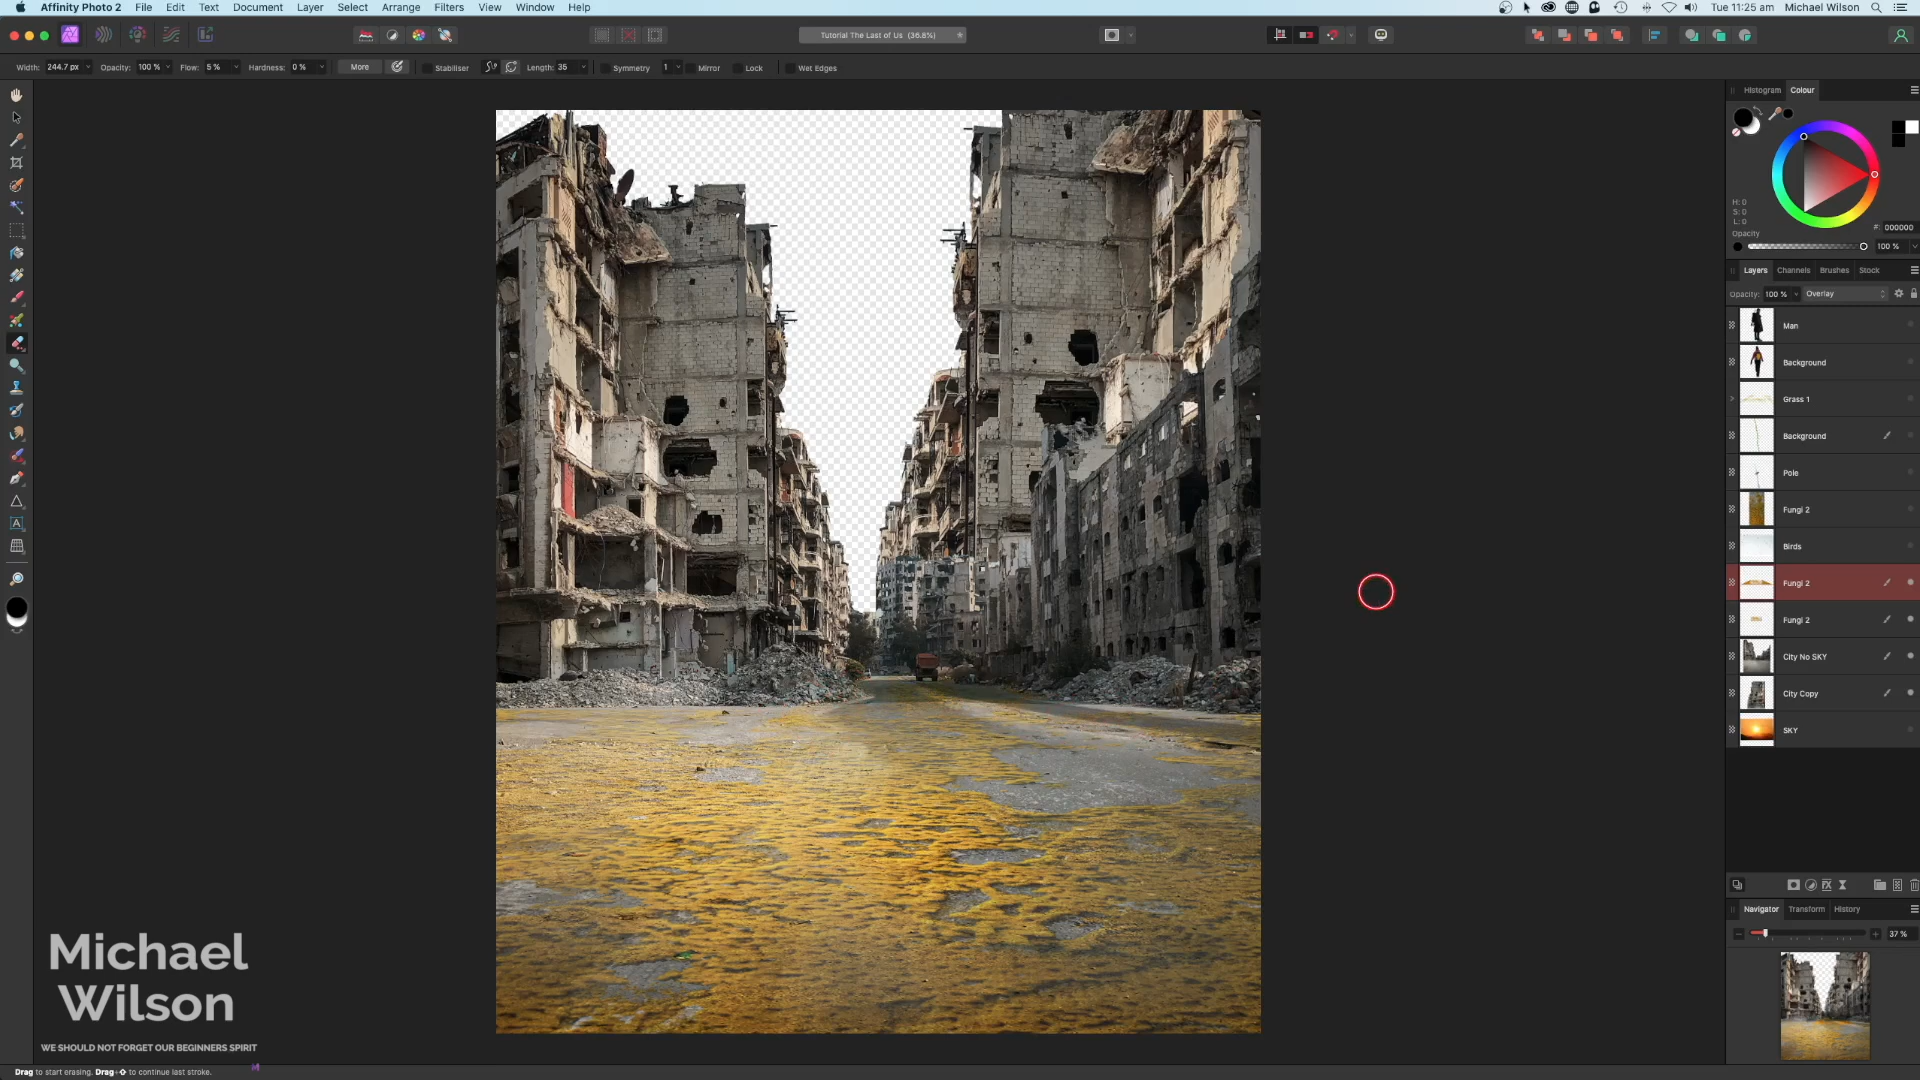 Affinity Photo 2 File Edit Text Document Layer Select Arrange Filters View Window Help
Tue 11:25 am Michael Wilson
Tutorial The Last of Us (36.8%)
Width: 244.7 px Opacity: 100 % Flow: 5 % Hardness: 0 % More Stabiliser Length: 35 Symmetry 1 Mirror Lock Wet Edges
Histogram Colour
H: 0
S: 0
L: 0
#: 000000
Opacity
100 %
Layers Channels Brushes Stock
Opacity: 100 % Overlay
Man
Background
Grass 1
Background
Pole
Fungi 2
Birds
Fungi 2
Fungi 2
City No SKY
City Copy
SKY
Navigator Transform History
37 %
Michael
Wilson
WE SHOULD NOT FORGET OUR BEGINNERS SPIRIT
Drag to start erasing. Drag+⇧ to continue last stroke.